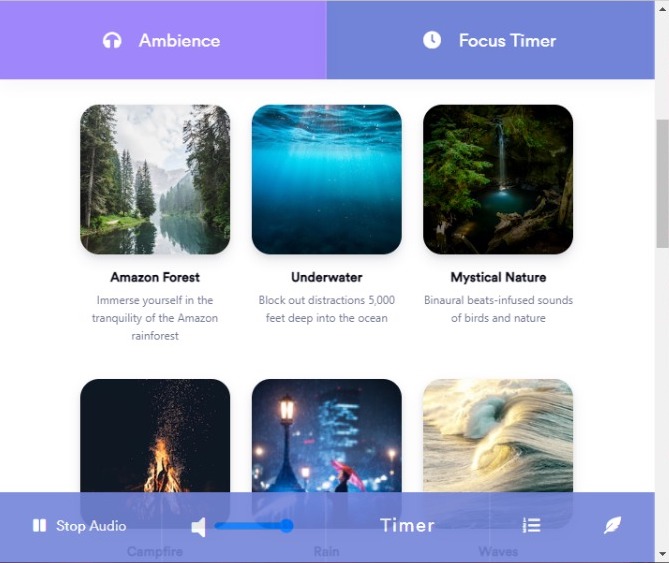 Ambience
Focus Timer
Amazon Forest
Immerse yourself in the
tranquility of the Amazon
rainforest
Underwater
Block out distractions 5,000
feet deep into the ocean
Mystical Nature
Binaural beats-infused sounds
of birds and nature
Stop Audio
Timer
Campfire
Rain
Waves